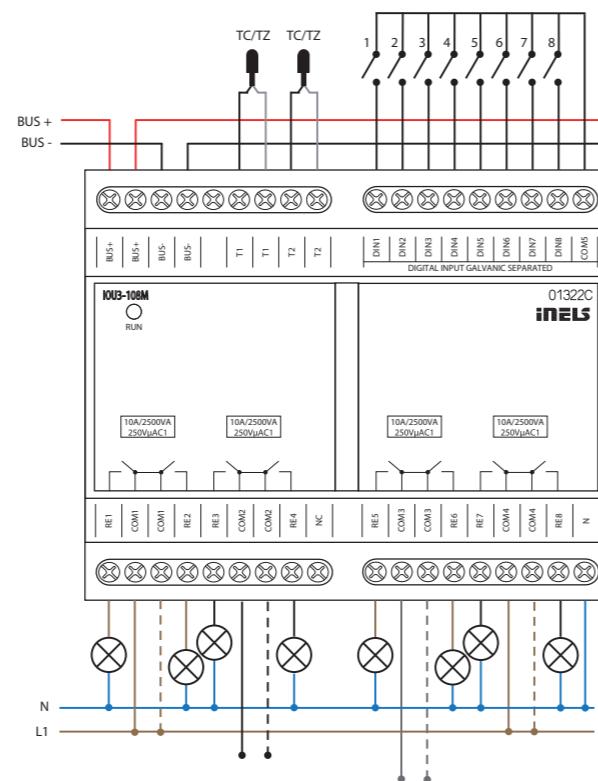 TC/TZ TC/TZ
1 2 3 4 5 6 7 8
BUS +
BUS -
BUS+ BUS+ BUS- BUS- T1 T1 T2 T2 DIN1 DIN2 DIN3 DIN4 DIN5 DIN6 DIN7 DIN8 COM5
DIGITAL INPUT GALVANIC SEPARATED
IOU3-108M 01322C
iNELS
RUN
10A/2500VA 10A/2500VA 10A/2500VA 10A/2500VA
250VµAC1 250VµAC1 250VµAC1 250VµAC1
RE1 COM1 COM1 RE2 RE3 COM2 COM2 RE4 NC RE5 COM3 COM3 RE6 RE7 COM4 COM4 RE8 N
N
L1